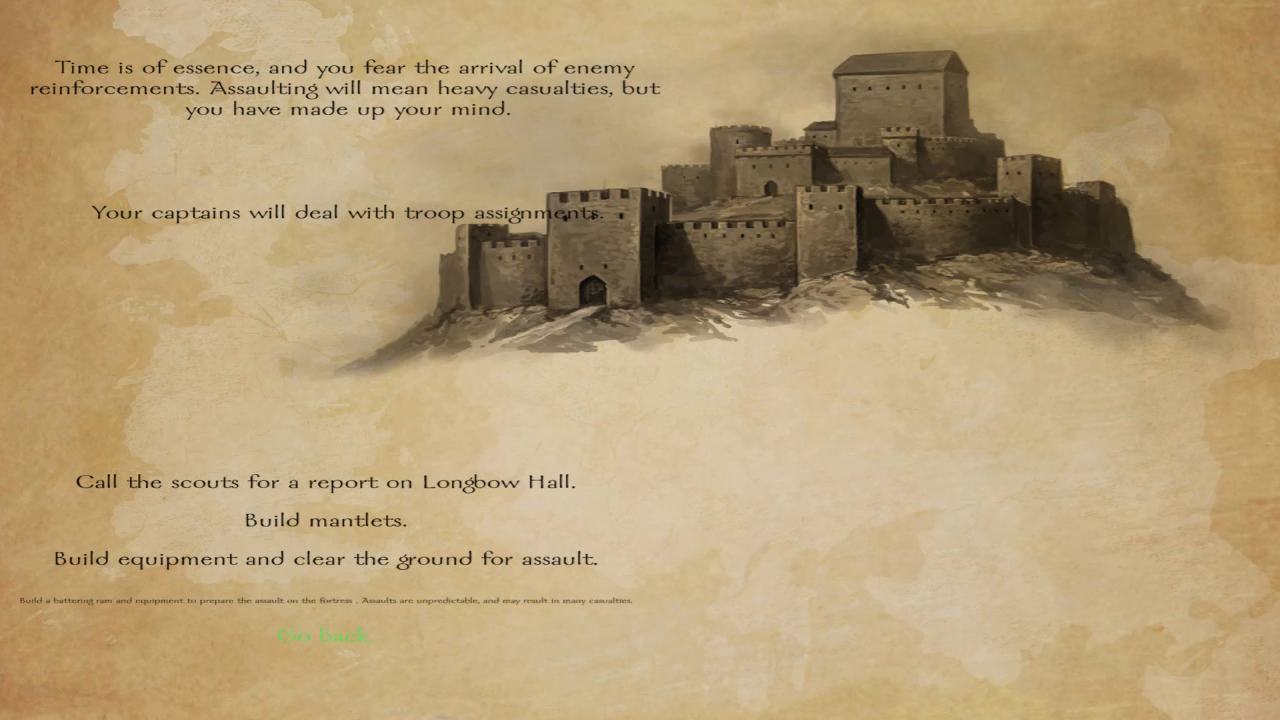 Time is of essence, and you fear the arrival of enemy
reinforcements. Assaulting will mean heavy casualties, but
you have made up your mind.
Your captains will deal with troop assignments.
Call the scouts for a report on Longbow Hall.
Build mantlets.
Build equipment and clear the ground for assault.
Build a battering ram and equipment to prepare the assault on the fortress . Assaults are unpredictable, and may result in many casualties.
Go back.